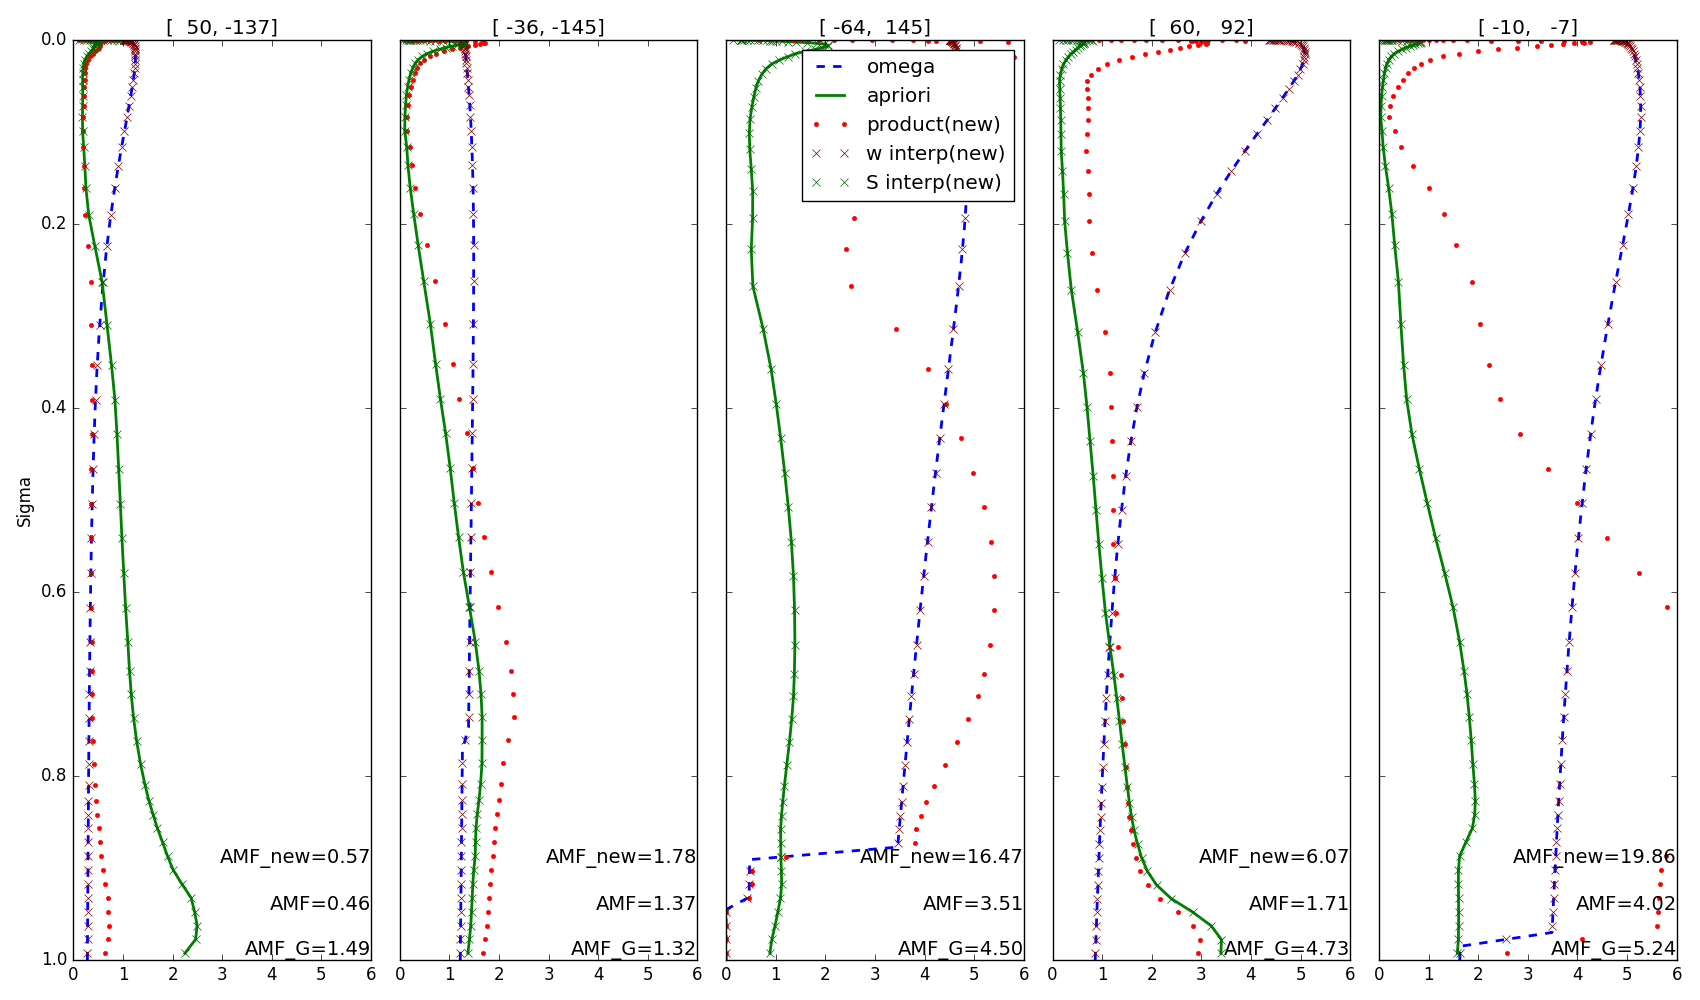 [  50, -137]
[ -36, -145]
[ -64,  145]
[  60,   92]
[ -10,   -7]
0.0
0.2
0.4
0.6
0.8
1.0
Sigma
omega
apriori
product(new)
w interp(new)
S interp(new)
AMF_new=0.57
AMF=0.46
AMF_G=1.49
AMF_new=1.78
AMF=1.37
AMF_G=1.32
AMF_new=16.47
AMF=3.51
AMF_G=4.50
AMF_new=6.07
AMF=1.71
AMF_G=4.73
AMF_new=19.86
AMF=4.02
AMF_G=5.24
0 1 2 3 4 5 6
0 1 2 3 4 5 6
0 1 2 3 4 5 6
0 1 2 3 4 5 6
0 1 2 3 4 5 6